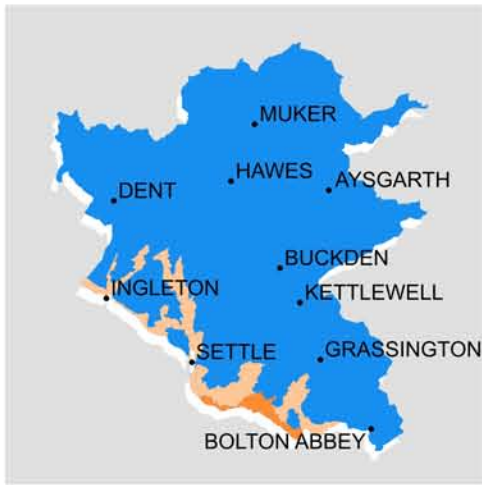 MUKER
HAWES
DENT
AYSGARTH
BUCKDEN
INGLETON
KETTLEWELL
SETTLE
GRASSINGTON
BOLTON ABBEY